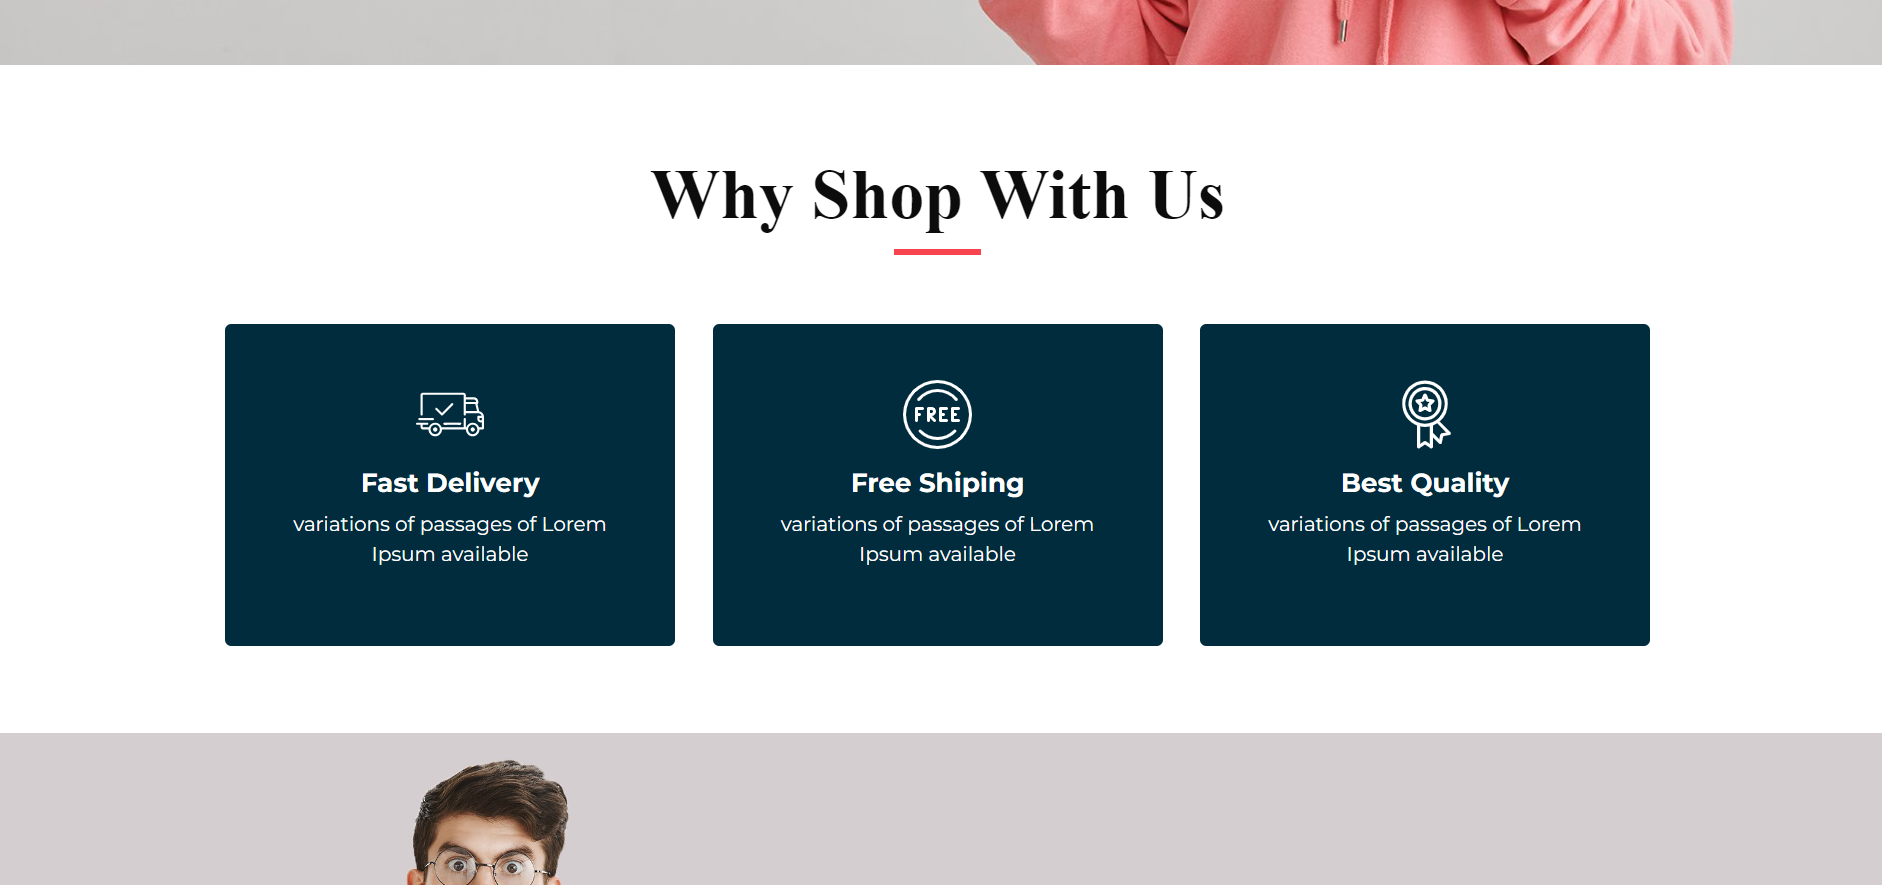 Why Shop With Us
FREE
Fast Delivery
Free Shiping
Best Quality
variations of passages of Lorem
Ipsum available
variations of passages of Lorem
Ipsum available
variations of passages of Lorem
Ipsum available